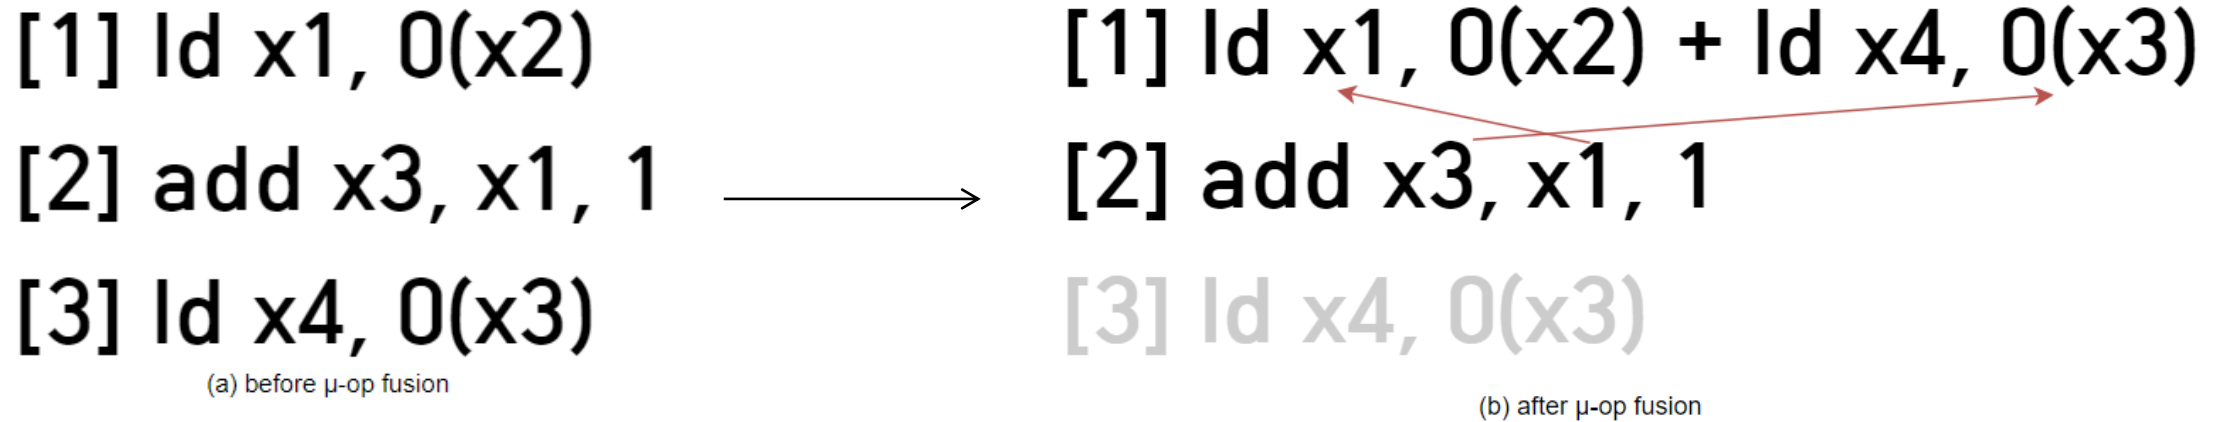 [1] ld x1, 0(x2)
[2] add x3, x1, 1
[3] ld x4, 0(x3)
(a) before μ-op fusion
[1] ld x1, 0(x2) + ld x4, 0(x3)
[2] add x3, x1, 1
[3] ld x4, 0(x3)
(b) after μ-op fusion